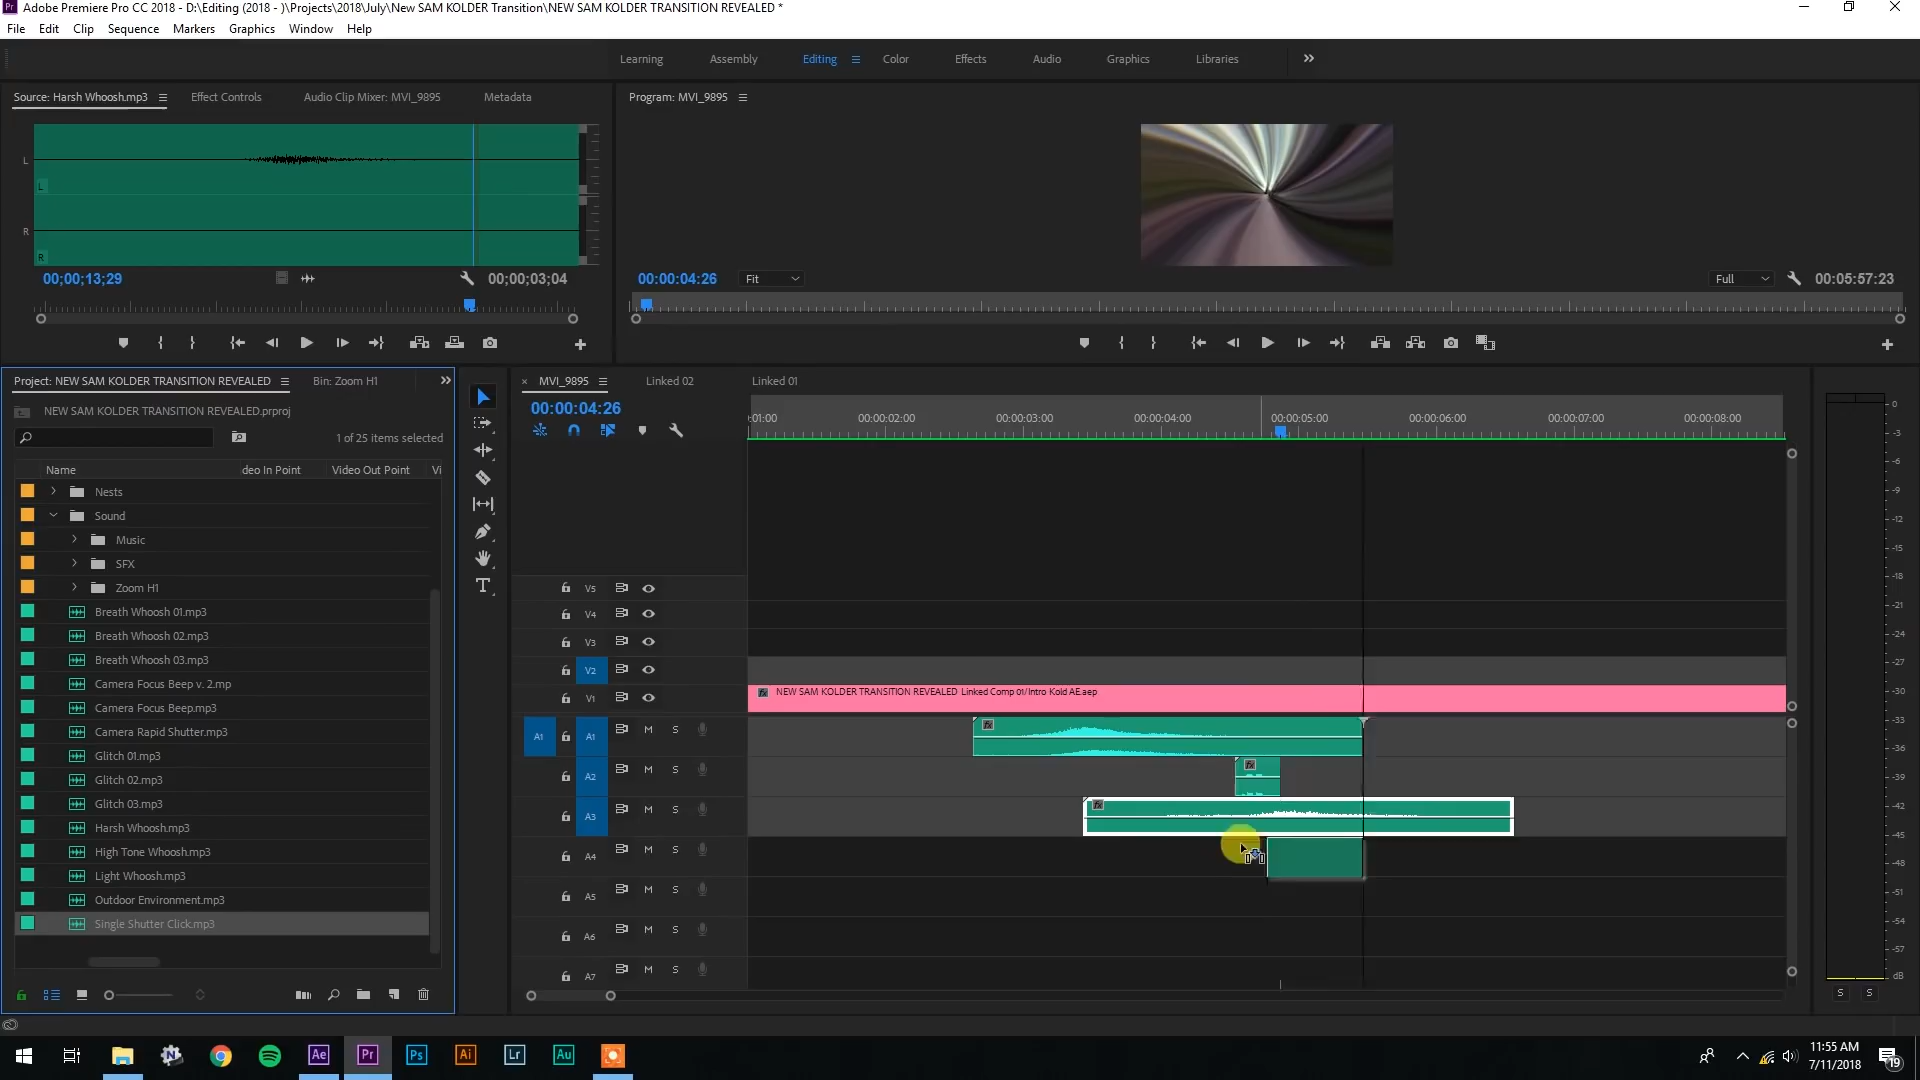 Pr Adobe Premiere Pro CC 2018 - D:\Editing (2018 - )\Projects\2018\July\New SAM KOLDER Transition\NEW SAM KOLDER TRANSITION REVEALED *
File Edit Clip Sequence Markers Graphics Window Help
Learning Assembly Editing Color Effects Audio Graphics Libraries
Source: Harsh Whoosh.mp3 Effect Controls Audio Clip Mixer: MVI_9895 Metadata
Program: MVI_9895
L
L
R
R
00;00;13;29 00;00;03;04
00:00:04:26 Fit Full 00:05:57:23
Project: NEW SAM KOLDER TRANSITION REVEALED Bin: Zoom H1
NEW SAM KOLDER TRANSITION REVEALED.prproj
1 of 25 items selected
Name deo In Point Video Out Point Vi
Nests
Sound
Music
SFX
Zoom H1
Breath Whoosh 01.mp3
Breath Whoosh 02.mp3
Breath Whoosh 03.mp3
Camera Focus Beep v. 2.mp
Camera Focus Beep.mp3
Camera Rapid Shutter.mp3
Glitch 01.mp3
Glitch 02.mp3
Glitch 03.mp3
Harsh Whoosh.mp3
High Tone Whoosh.mp3
Light Whoosh.mp3
Outdoor Environment.mp3
Single Shutter Click.mp3
T
× MVI_9895 Linked 02 Linked 01
00:00:04:26
:01:00 00:00:02:00 00:00:03:00 00:00:04:00 00:00:05:00 00:00:06:00 00:00:07:00 00:00:08:00
V5
V4
V3
V2
V1 fx NEW SAM KOLDER TRANSITION REVEALED Linked Comp 01/Intro Kold AE.aep
A1 A1 M S fx
A2 M S fx
A3 M S fx
A4 M S
A5 M S
A6 M S
A7 M S
0
-3
-6
-9
-12
-15
-18
-21
-24
-27
-30
-33
-36
-39
-42
-45
-48
-51
-54
-57
dB
S S
Ae Pr Ps Ai Lr Au
11:55 AM
7/11/2018
19